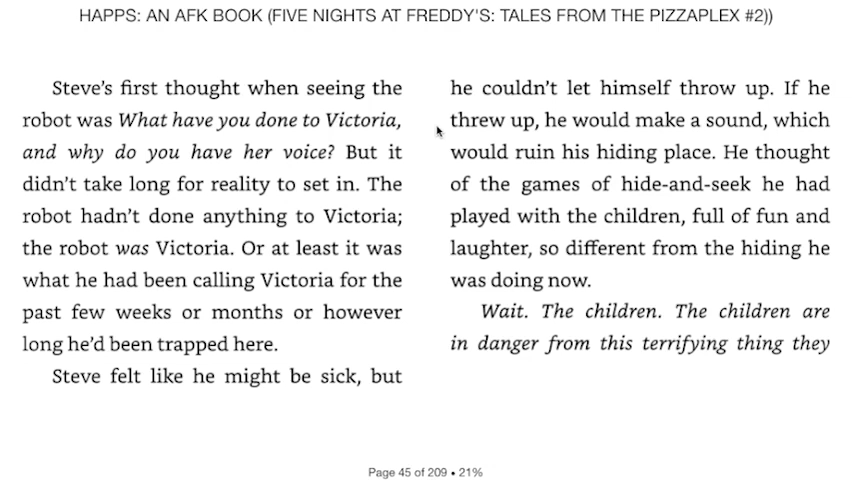 HAPPS: AN AFK BOOK (FIVE NIGHTS AT FREDDY'S: TALES FROM THE PIZZAPLEX #2))
Steve's first thought when seeing the
robot was What have you done to Victoria,
and why do you have her voice? But it
didn't take long for reality to set in. The
robot hadn't done anything to Victoria;
the robot was Victoria. Or at least it was
what he had been calling Victoria for the
past few weeks or months or however
long he'd been trapped here.
Steve felt like he might be sick, but
he couldn't let himself throw up. If he
threw up, he would make a sound, which
would ruin his hiding place. He thought
of the games of hide-and-seek he had
played with the children, full of fun and
laughter, so different from the hiding he
was doing now.
Wait. The children. The children are
in danger from this terrifying thing they
Page 45 of 209 • 21%